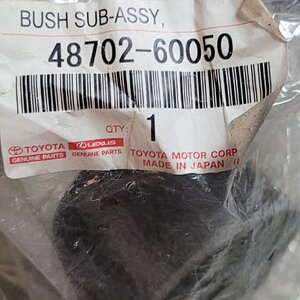 BUSH SUB-ASSY,
48702-60050
QTY: 1
TOYOTA LEXUS
GENUINE PARTS GENUINE PARTS
TOYOTA MOTOR CORP
MADE IN JAPAN